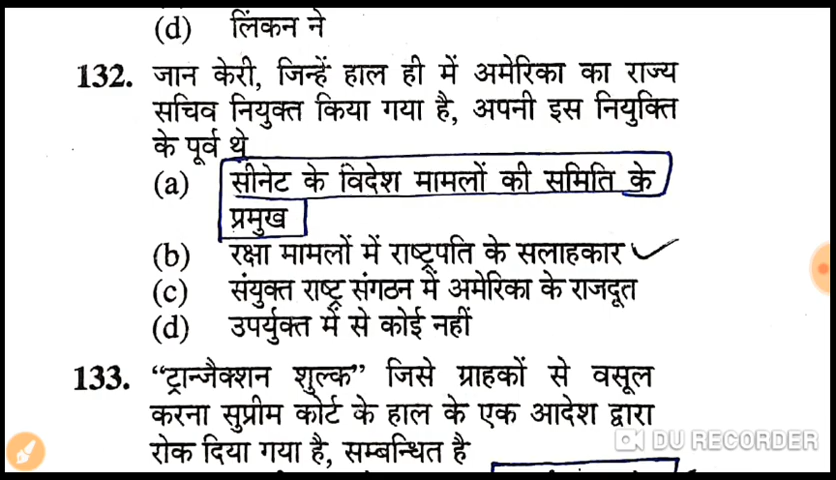 (d) लिंकन ने
132. जान केरी, जिन्हें हाल ही में अमेरिका का राज्य
सचिव नियुक्त किया गया है, अपनी इस नियुक्ति
के पूर्व थे
(a) सीनेट के विदेश मामलों की समिति के
प्रमुख
(b) रक्षा मामलों में राष्ट्रपति के सलाहकार
(c) संयुक्त राष्ट्र संगठन में अमेरिका के राजदूत
(d) उपर्युक्त में से कोई नहीं
133. “ट्रान्जैक्शन शुल्क” जिसे ग्राहकों से वसूल
करना सुप्रीम कोर्ट के हाल के एक आदेश द्वारा
रोक दिया गया है, सम्बन्धित है
DU RECORDER